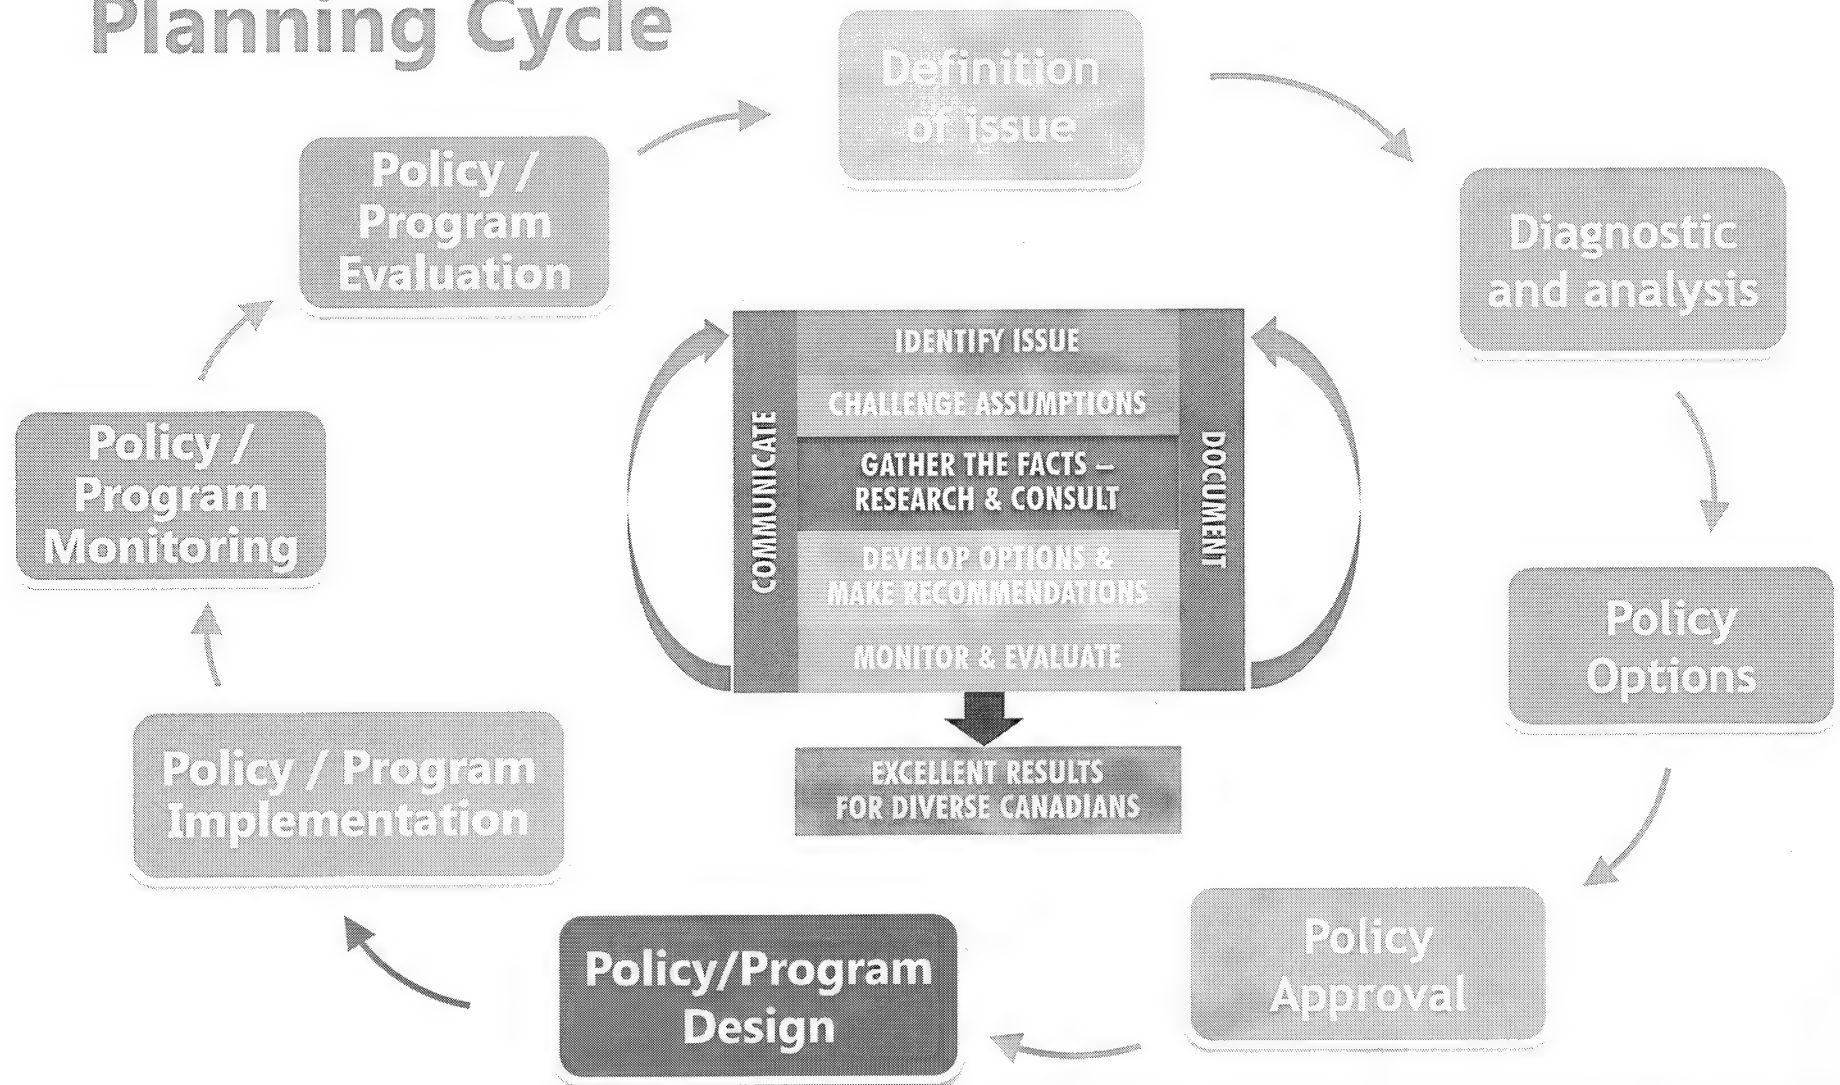 Planning Cycle
Definition
of issue
Diagnostic
and analysis
Policy
Options
Policy
Approval
Policy/Program
Design
Policy / Program
Implementation
Policy /
Program
Monitoring
Policy /
Program
Evaluation
COMMUNICATE
IDENTIFY ISSUE
CHALLENGE ASSUMPTIONS
GATHER THE FACTS –
RESEARCH & CONSULT
DEVELOP OPTIONS &
MAKE RECOMMENDATIONS
MONITOR & EVALUATE
DOCUMENT
EXCELLENT RESULTS
FOR DIVERSE CANADIANS